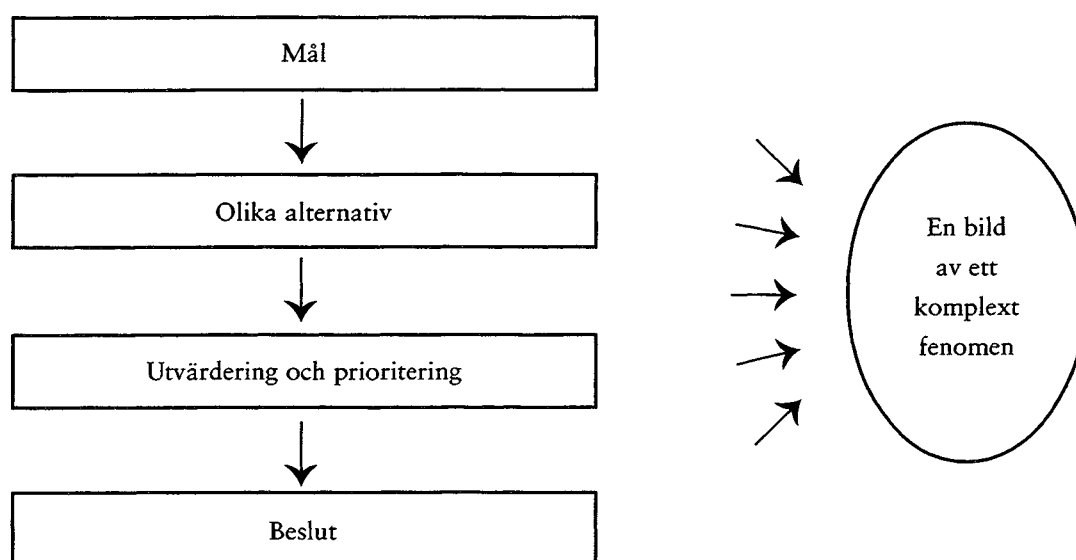 Mål
Olika alternativ
Utvärdering och prioritering
Beslut
En bild
av ett
komplext
fenomen